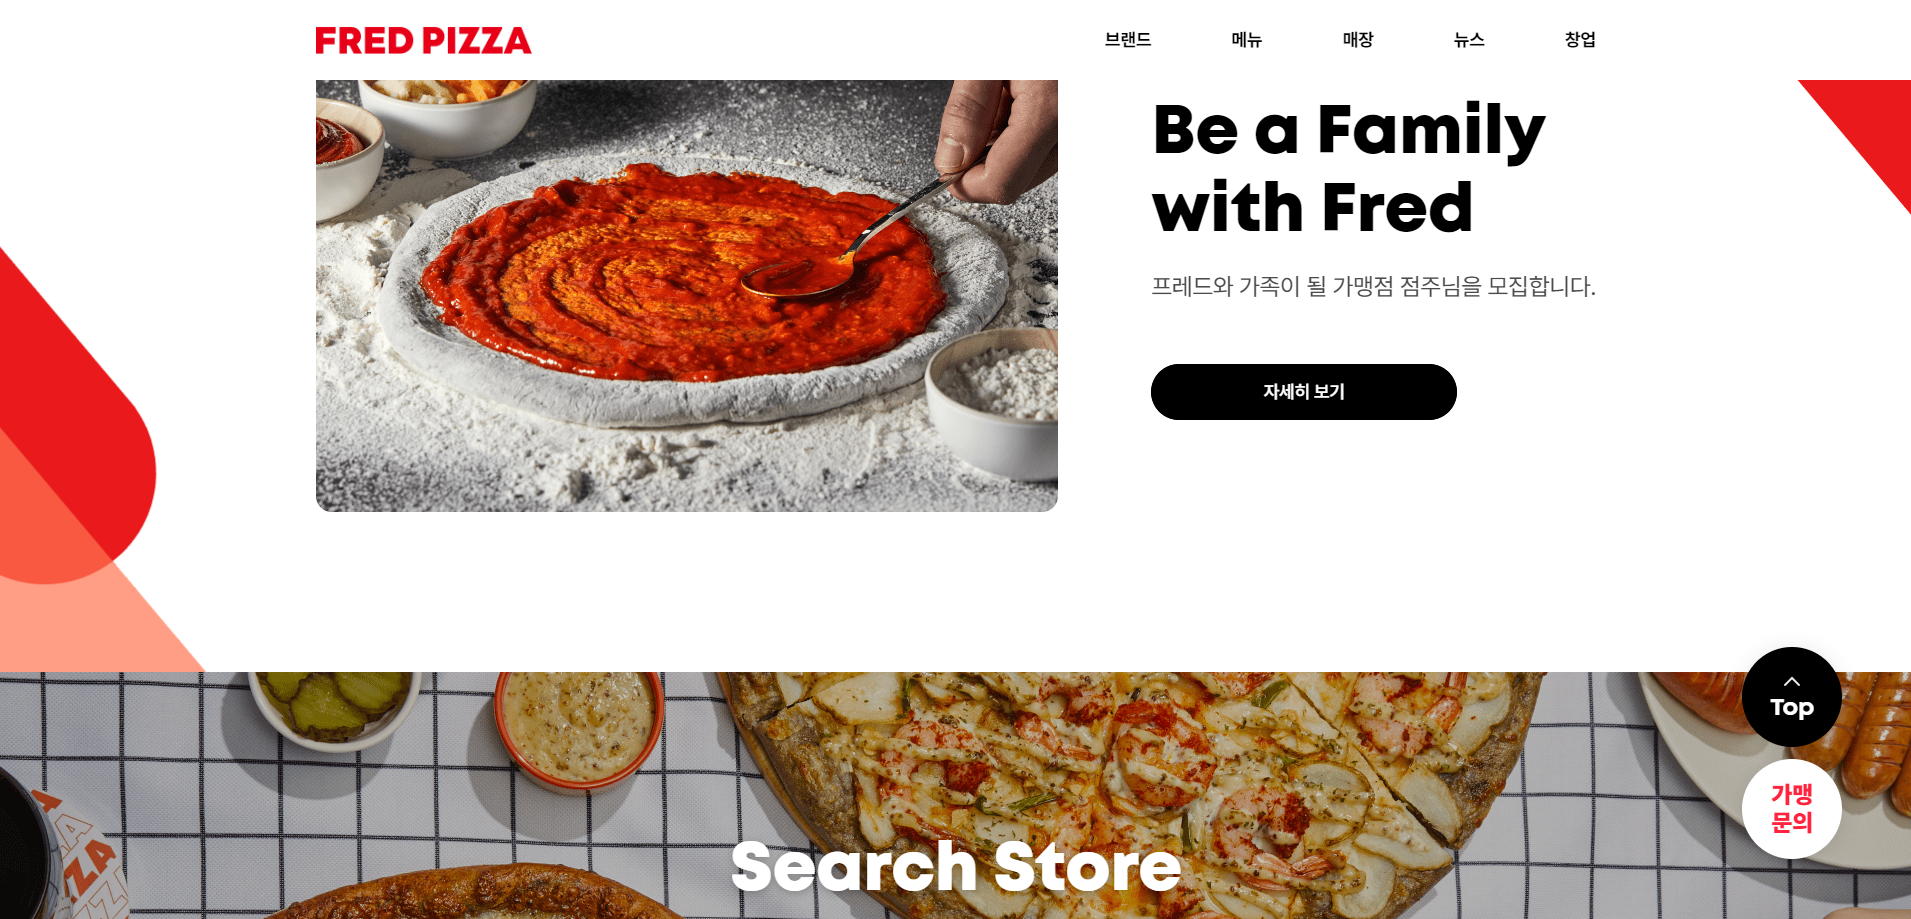 FRED PIZZA
브랜드
메뉴
매장
뉴스
창업
Be a Family
with Fred
프레드와 가족이 될 가맹점 점주님을 모집합니다.
자세히 보기
Top
가맹
문의
Search Store